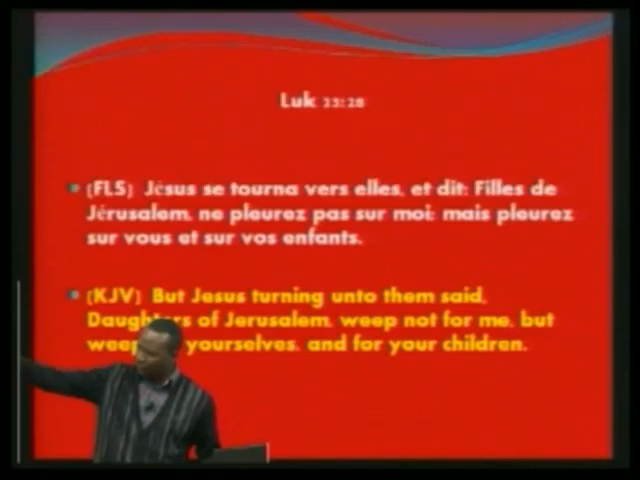 Luk 23:28
(FLS) Jésus se tourna vers elles, et dit: Filles de
Jérusalem, ne pleurez pas sur moi; mais pleurez
sur vous et sur vos enfants.
(KJV) But Jesus turning unto them said,
Daughters of Jerusalem, weep not for me, but
weep yourselves, and for your children.